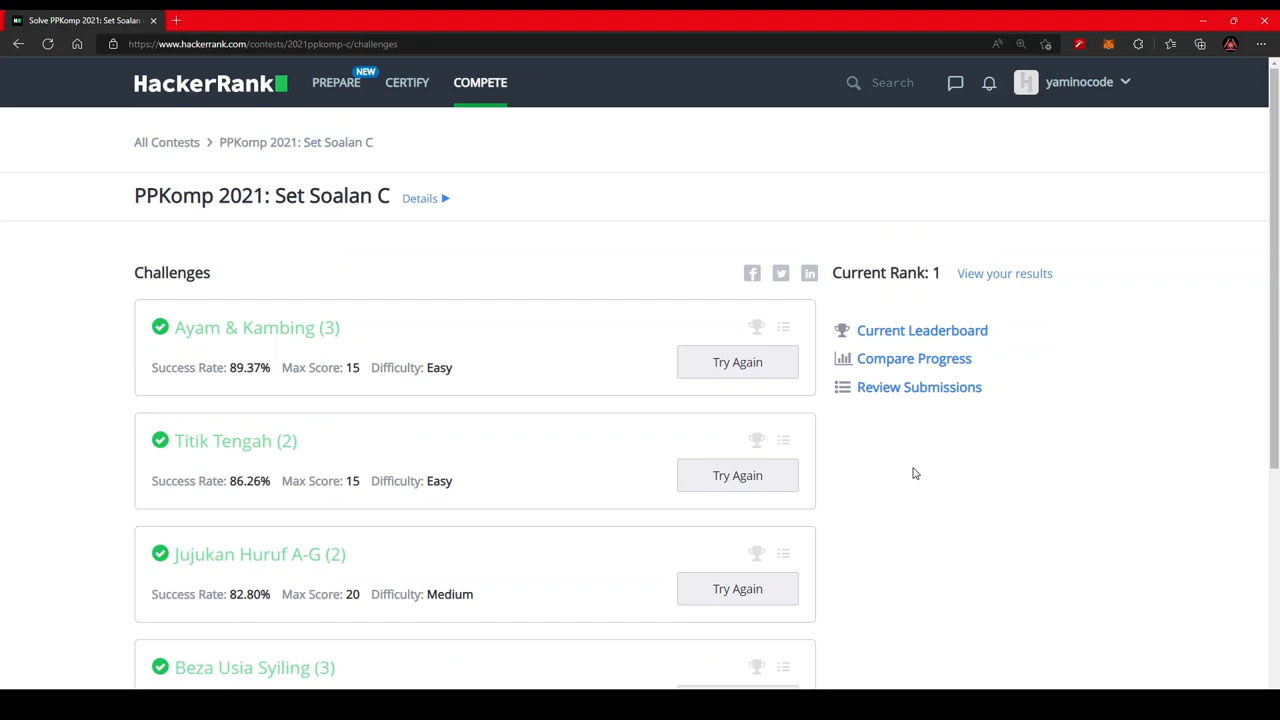 Solve PPKomp 2021: Set Soalan
https://www.hackerrank.com/contests/2021ppkomp-c/challenges
HackerRank
PREPARE
NEW
CERTIFY
COMPETE
Search
H
yaminocode
All Contests > PPKomp 2021: Set Soalan C
PPKomp 2021: Set Soalan C
Details
Challenges
Current Rank: 1
View your results
Ayam & Kambing (3)
Success Rate: 89.37% Max Score: 15 Difficulty: Easy
Try Again
Current Leaderboard
Compare Progress
Review Submissions
Titik Tengah (2)
Success Rate: 86.26% Max Score: 15 Difficulty: Easy
Try Again
Jujukan Huruf A-G (2)
Success Rate: 82.80% Max Score: 20 Difficulty: Medium
Try Again
Beza Usia Syiling (3)